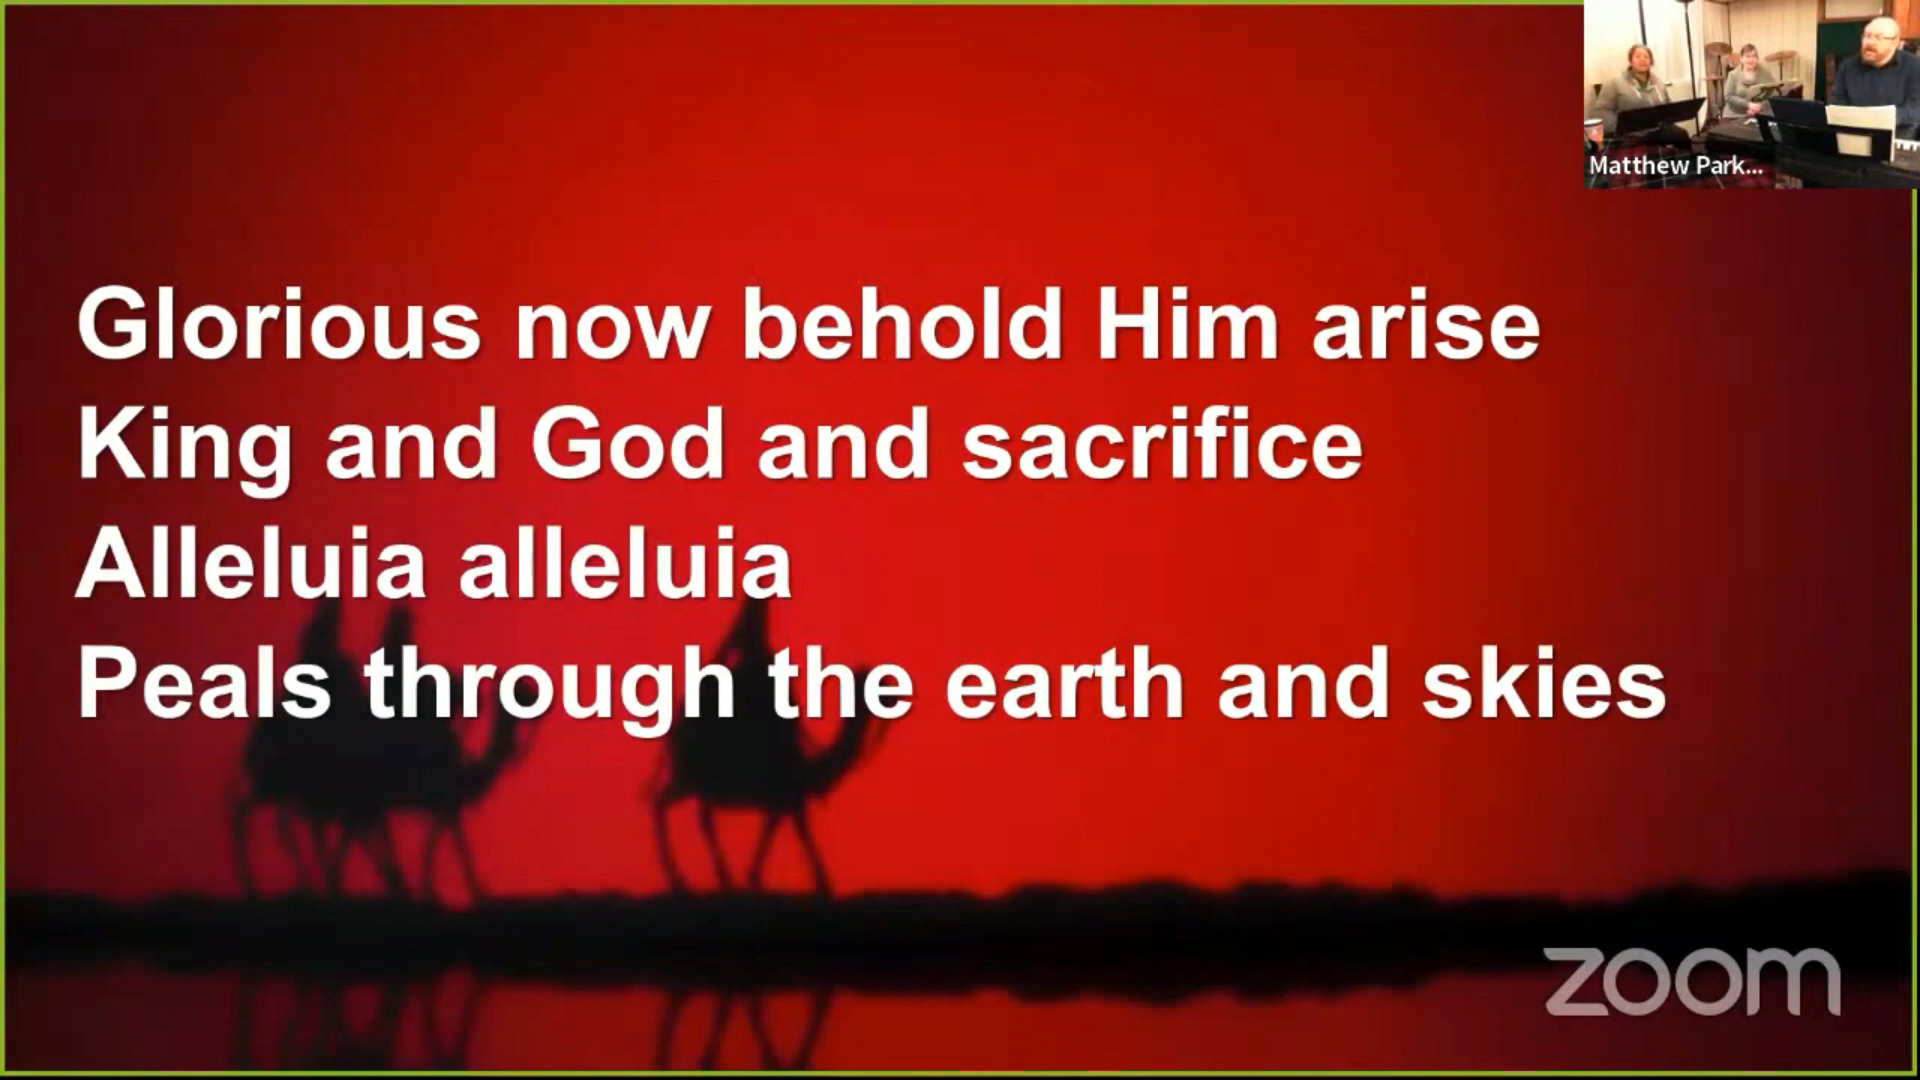 Matthew Park...
Glorious now behold Him arise
King and God and sacrifice
Alleluia alleluia
Peals through the earth and skies
zoom